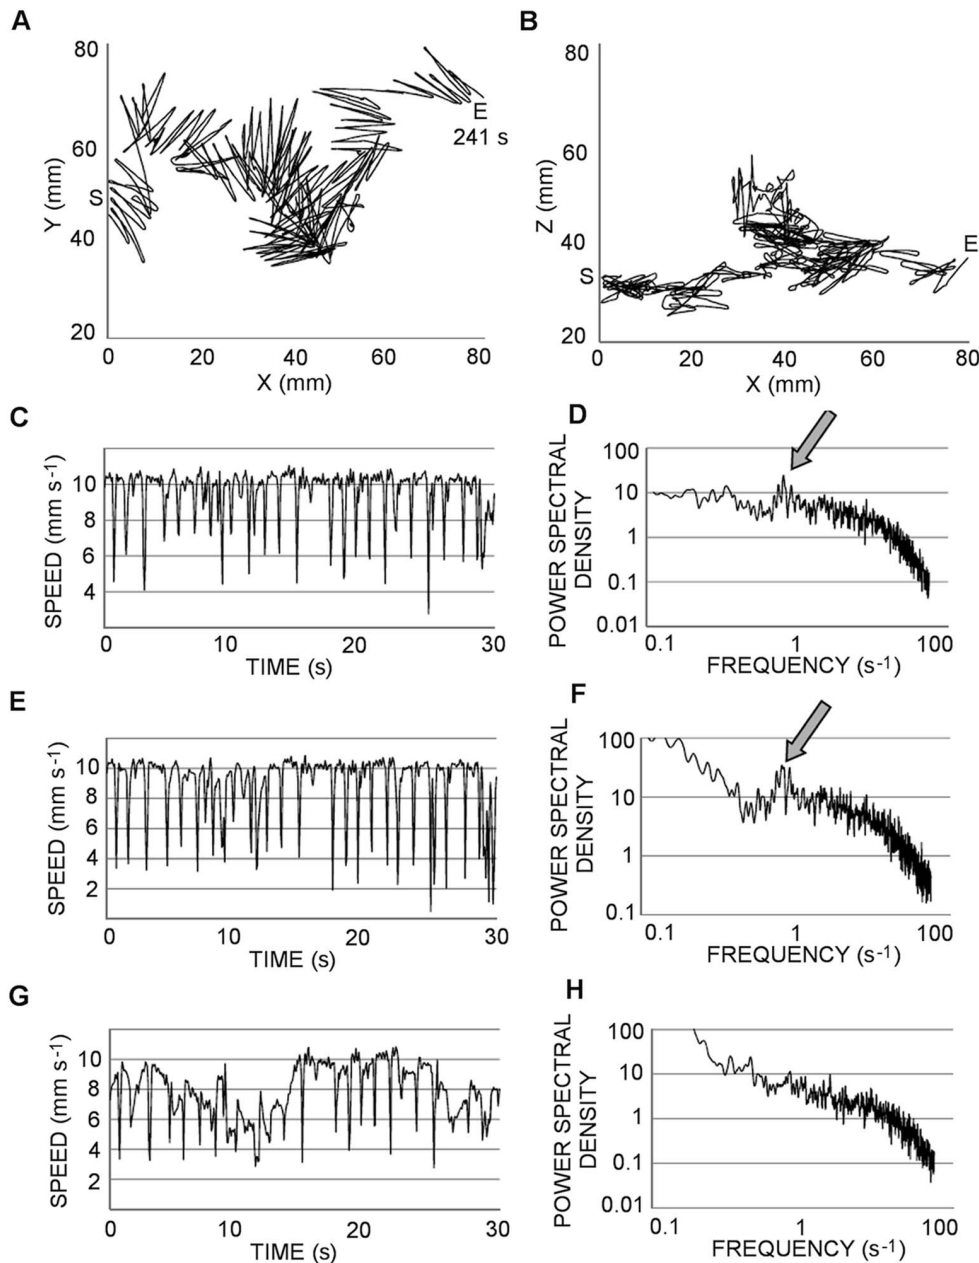 A
80
60
40
20
Y (mm)
S
E
241 s
0 20 40 60 80
X (mm)
B
80
60
40
20
Z (mm)
S
E
0 20 40 60 80
X (mm)
C
10
8
6
4
SPEED (mm s-1)
0 10 20 30
TIME (s)
D
100
10
1
0.1
0.01
POWER SPECTRAL
DENSITY
0.1 1 100
FREQUENCY (s-1)
E
10
8
6
4
2
SPEED (mm s-1)
0 10 20 30
TIME (s)
F
100
10
1
0.1
POWER SPECTRAL
DENSITY
0.1 1 100
FREQUENCY (s-1)
G
10
8
6
4
2
SPEED (mm s-1)
0 10 20 30
TIME (s)
H
100
10
1
0.1
0.01
POWER SPECTRAL
DENSITY
0.1 1 100
FREQUENCY (s-1)